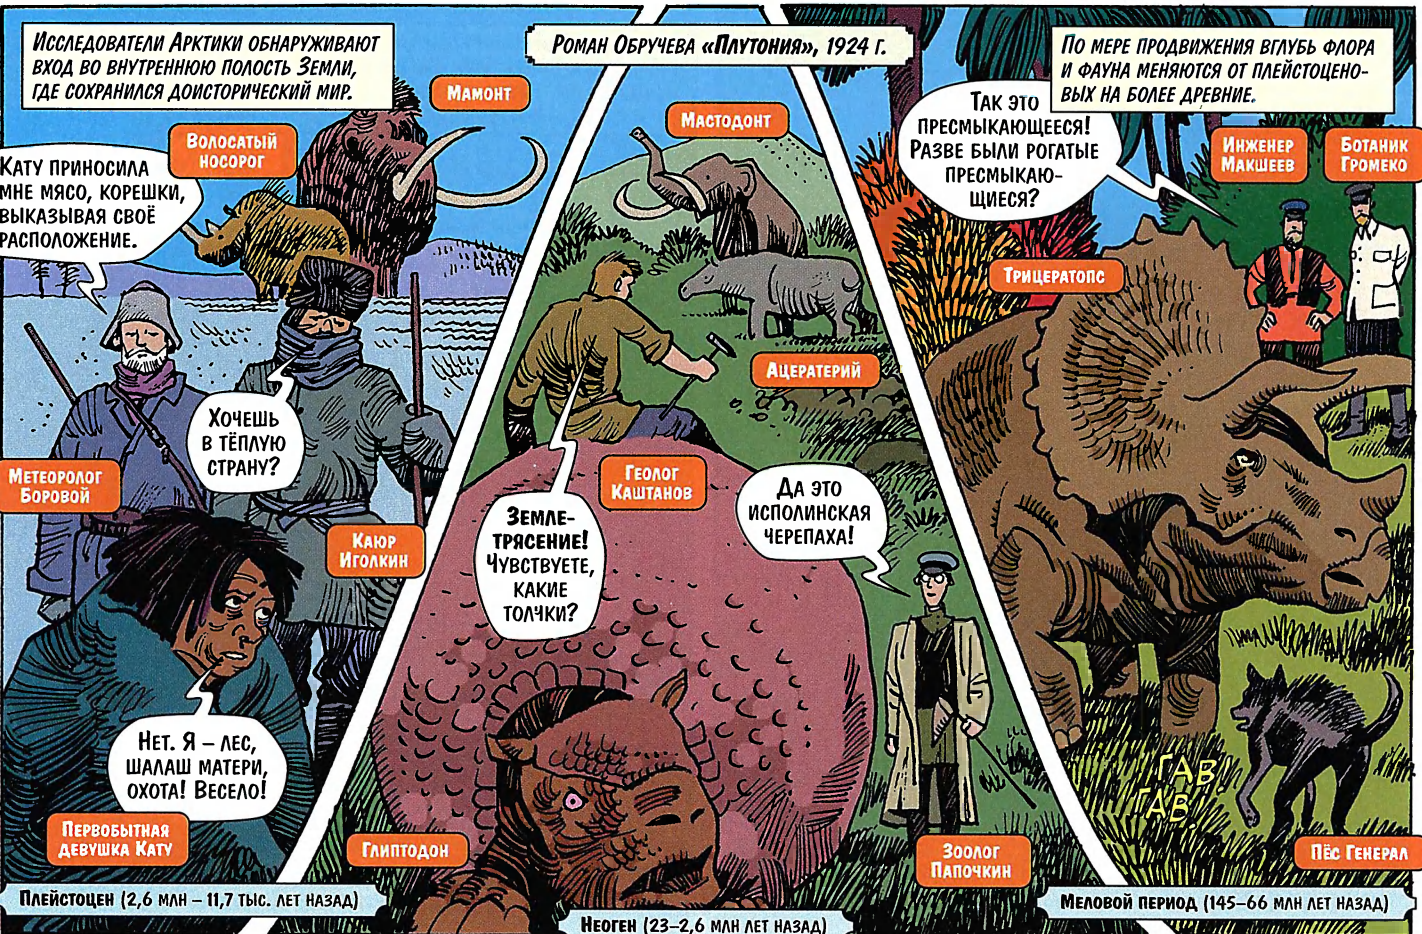 Исследователи Арктики обнаруживают
вход во внутреннюю полость Земли,
где сохранился доисторический мир.
Роман Обручева «Плутония», 1924 г.
По мере продвижения вглубь флора
и фауна меняются от плейстоцено-
вых на более древние.
Мамонт
Волосатый
носорог
Кату приносила
мне мясо, корешки,
выказывая своё
расположение.
Хочешь
в тёплую
страну?
Метеоролог
Боровой
Каюр
Иголкин
Нет. Я – лес,
шалаш матери,
охота! Весело!
Первобытная
девушка Кату
Плейстоцен (2,6 млн – 11,7 тыс. лет назад)
Мастодонт
Ацератерий
Геолог
Каштанов
Земле-
трясение!
Чувствуете,
какие
толчки?
Да это
исполинская
черепаха!
Глиптодон
Зоолог
Папочкин
Неоген (23–2,6 млн лет назад)
Так это
пресмыкающееся!
Разве были рогатые
пресмыкаю-
щиеся?
Инженер
Макшеев
Ботаник
Громеко
Трицератопс
ГАВ
ГАВ!
Пёс Генерал
Меловой период (145–66 млн лет назад)